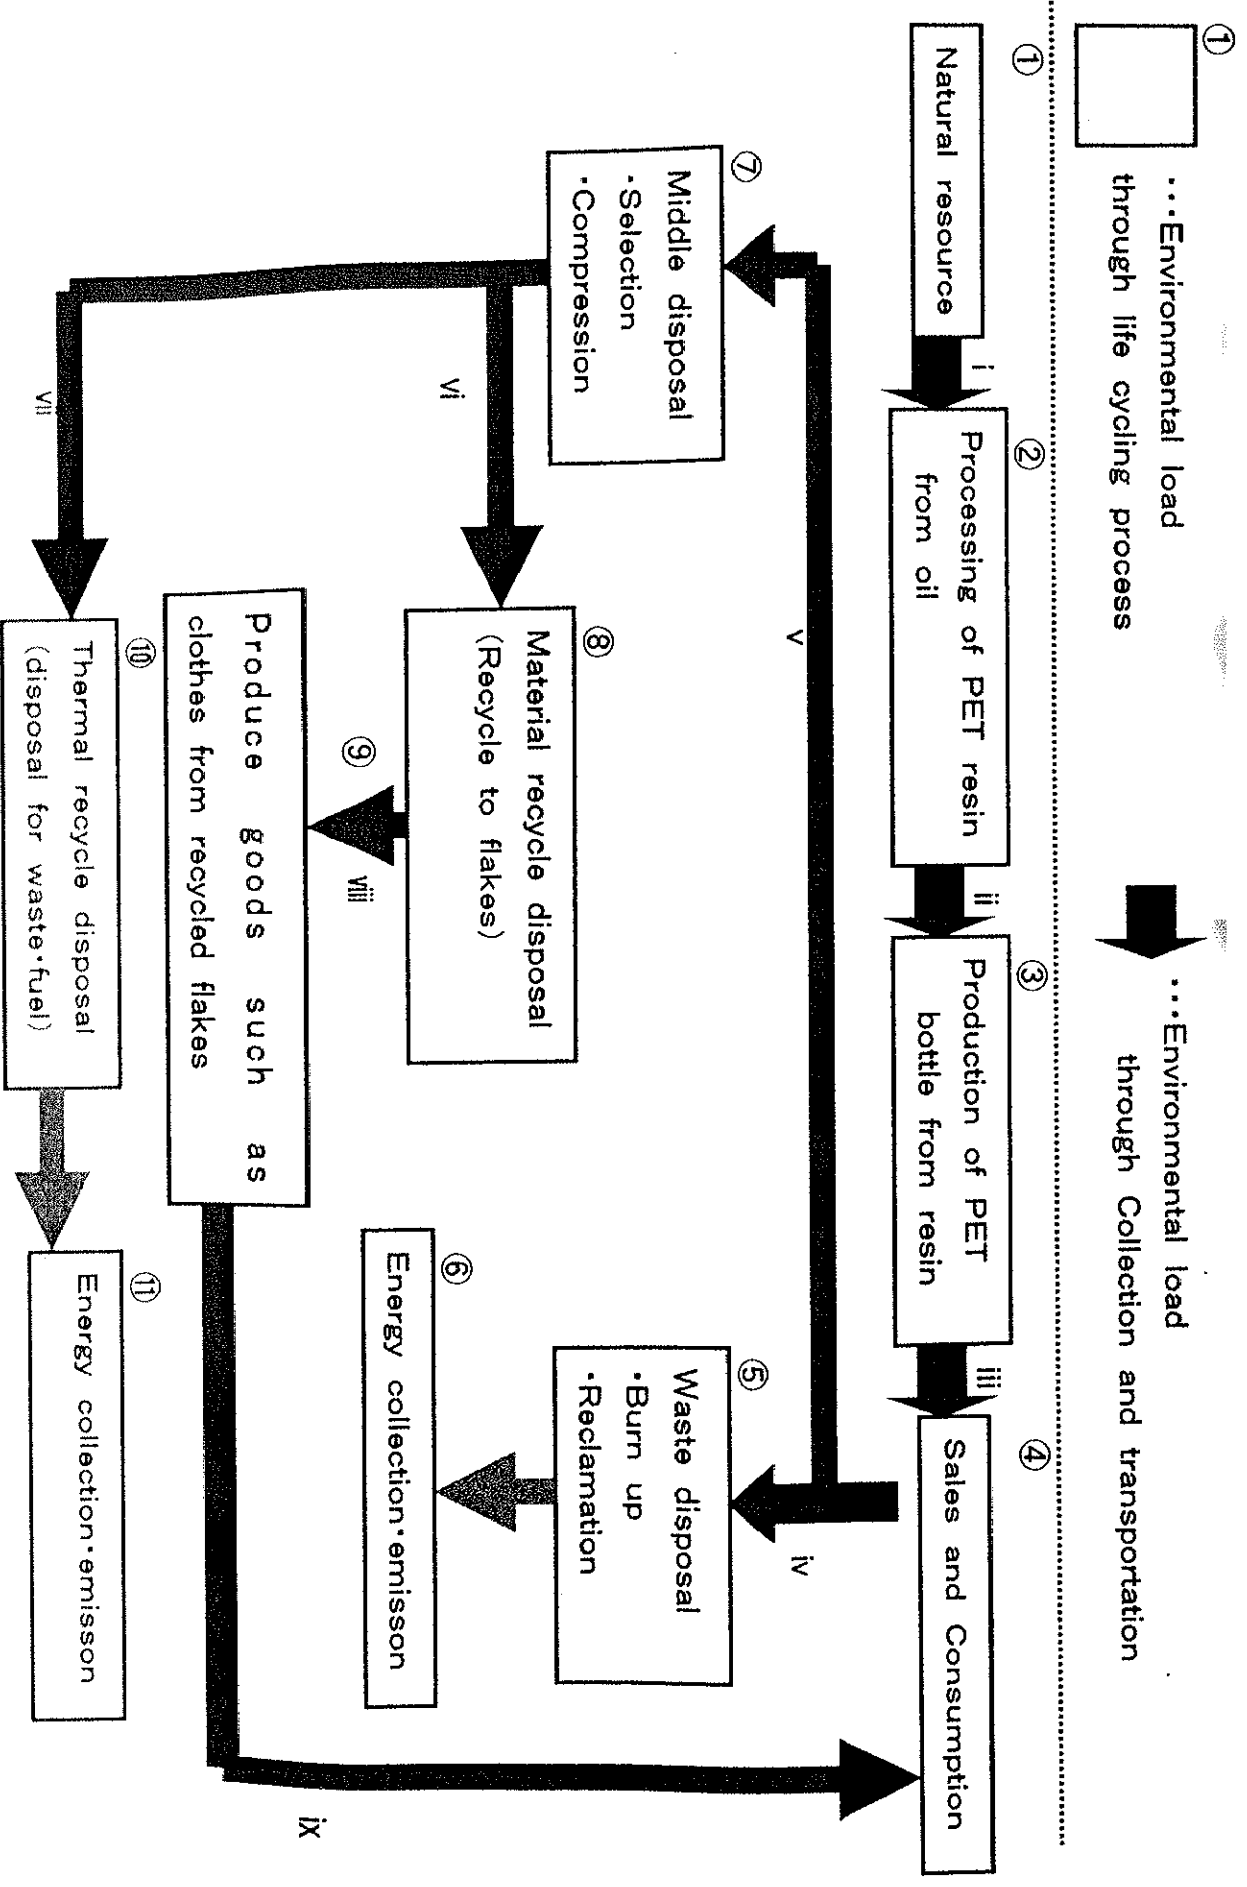 ①
···Environmental load
through life cycling process
···Environmental load
through Collection and transportation
①
Natural resource
i
②
Processing of PET resin
from oil
ii
③
Production of PET
bottle from resin
iii
④
Sales and Consumption
iv
v
⑤
Waste disposal
·Burn up
·Reclamation
⑥
Energy collection·emisson
⑦
Middle disposal
·Selection
·Compression
vi
vii
⑧
Material recycle disposal
(Recycle to flakes)
viii
⑨
Produce goods such as
clothes from recycled flakes
ix
⑩
Thermal recycle disposal
(disposal for waste·fuel)
⑪
Energy collection·emisson